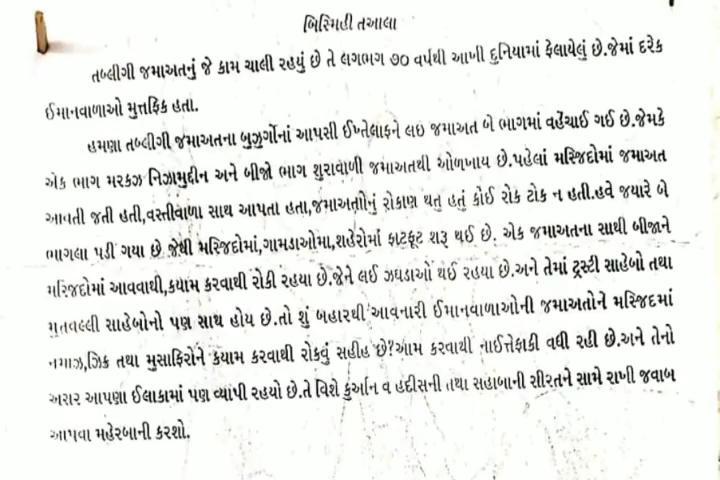 બિસ્મિહી તઆલા
તબ્લીગી જમાઅતનું જે કામ ચાલી રહયું છે તે લગભગ ૭૦ વર્ષથી આખી દુનિયામાં ફેલાયેલું છે.જેમાં દરેક
ઈમાનવાળાઓ મુત્તફિક હતા.
હમણા તબ્લીગી જમાઅતના બુઝુર્ગોનાં આપસી ઈખ્તેલાફને લઇ જમાઅત બે ભાગમાં વહેંચાઈ ગઈ છે.જેમકે
એક ભાગ મરકઝ નિઝામુદ્દીન અને બીજો ભાગ શુરાવાળી જમાઅતથી ઓળખાય છે.પહેલાં મસ્જિદોમાં જમાઅત
આવતી જતી હતી,વસ્તીવાળા સાથ આપતા હતા,જમાઅતાોનું રોકાણ થતુ હતું કોઈ રોક ટોક ન હતી.હવે જયારે બે
ભાગલા પડી ગયા છે જેથી મસ્જિદોમાં,ગામડાઓમા,શહેરોમાં ફાટફૂટ શરૂ થઈ છે. એક જમાઅતના સાથી બીજાને
મસ્જિદોમાં આવવાથી,કયામ કરવાથી રોકી રહયા છે.જેને લઈ ઝઘડાઓ થઈ રહયા છે.અને તેમાં ટ્રસ્ટી સાહેબો તથા
મુતવલ્લી સાહેબોનો પણ સાથ હોય છે.તો શું બહારથી આવનારી ઈમાનવાળાઓની જમાઅતોને મસ્જિદમાં
નમાઝ,ઝિક્ર તથા મુસાફિરોને કયામ કરવાથી રોકવું સહીહ છે?આમ કરવાથી નાઈત્તેફાકી વધી રહી છે.અને તેનો
અસર આપણા ઈલાકામાં પણ વ્યાપી રહયો છે.તે વિશે કુર્આન વ હદીસની તથા સહાબાની સીરતને સામે રાખી જવાબ
આપવા મહેરબાની કરશો.